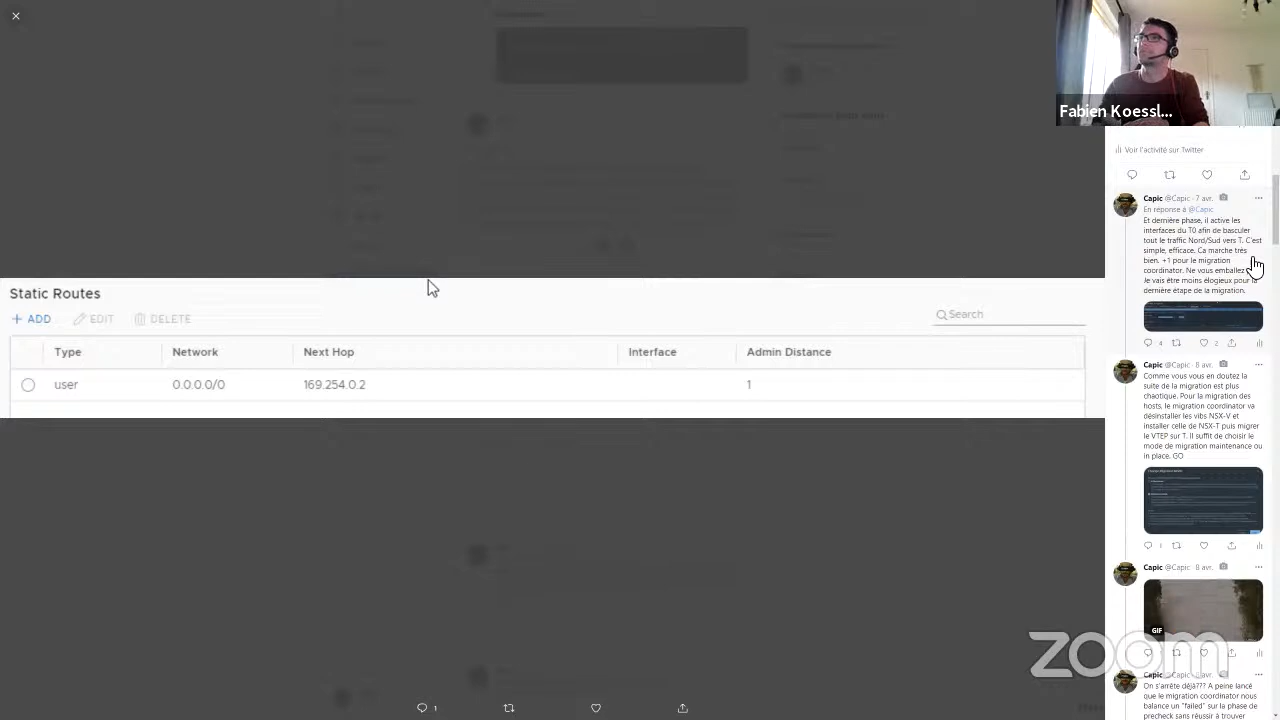 Fabien Koessl...
Voir l'activité sur Twitter
Static Routes
+ ADD EDIT DELETE
Search
Type Network Next Hop Interface Admin Distance
user 0.0.0.0/0 169.254.0.2 1
1
Capic @Capic · 7 avr.
En réponse à @Capic
Et dernière phase, il active les
interfaces du T0 afin de basculer
tout le traffic Nord/Sud vers T. C'est
simple, efficace. Ca marche très
bien. +1 pour le migration
coordinator. Ne vous emballez
Je vais être moins élogieux pour la
dernière étape de la migration.
4 2
Capic @Capic · 8 avr.
Comme vous vous en doutez la
suite de la migration est plus
chaotique. Pour la migration des
hosts, le migration coordinator va
désinstaller les vibs NSX-V et
installer celle de NSX-T puis migrer
le VTEP sur T. Il suffit de choisir le
mode de migration maintenance ou
in place. GO
1
Capic @Capic · 8 avr.
GIF
zoom
Capic
On s'arrête déjà??? A peine lancé
que le migration coordinator nous
balance un "failed" sur la phase de
precheck sans réussir à trouver